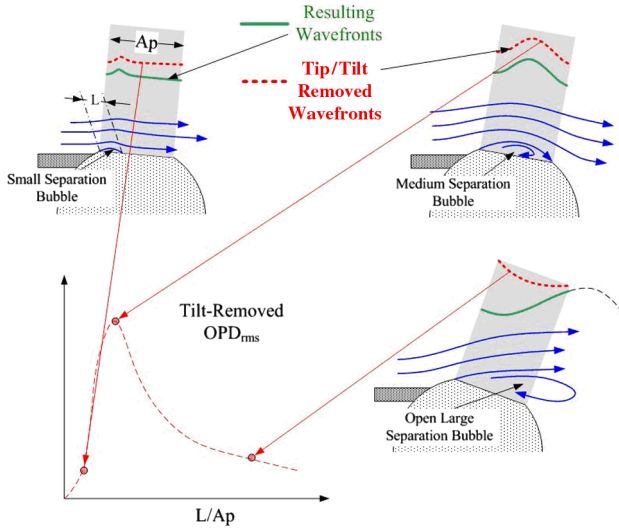 Ap
L
Resulting
Wavefronts
Tip/Tilt
Removed
Wavefronts
Small Separation
Bubble
Medium Separation
Bubble
Tilt-Removed
OPDrms
Open Large
Separation Bubble
L/Ap